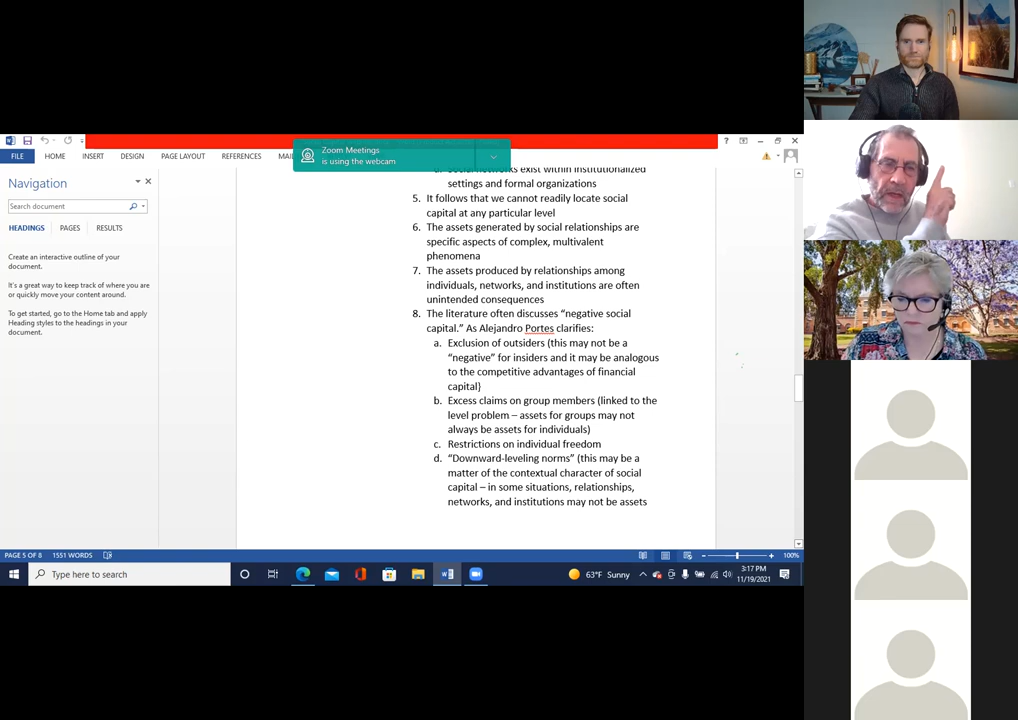 FILE HOME INSERT DESIGN PAGE LAYOUT REFERENCES MAI
Zoom Meetings
is using the webcam
Navigation
Search document
HEADINGS PAGES RESULTS
Create an interactive outline of your
document.
It's a great way to keep track of where you are
or quickly move your content around.
To get started, go to the Home tab and apply
Heading styles to the headings in your
document.
networks exist within institutionalized
settings and formal organizations
5. It follows that we cannot readily locate social
capital at any particular level
6. The assets generated by social relationships are
specific aspects of complex, multivalent
phenomena
7. The assets produced by relationships among
individuals, networks, and institutions are often
unintended consequences
8. The literature often discusses “negative social
capital.” As Alejandro Portes clarifies:
a. Exclusion of outsiders (this may not be a
“negative” for insiders and it may be analogous
to the competitive advantages of financial
capital}
b. Excess claims on group members (linked to the
level problem – assets for groups may not
always be assets for individuals)
c. Restrictions on individual freedom
d. “Downward-leveling norms” (this may be a
matter of the contextual character of social
capital – in some situations, relationships,
networks, and institutions may not be assets
PAGE 5 OF 8 1551 WORDS 100%
Type here to search
63°F Sunny
3:17 PM
11/19/2021